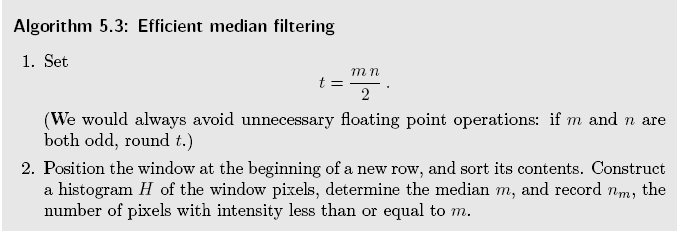 Algorithm 5.3: Efficient median filtering
1. Set
t = m n / 2 .
(We would always avoid unnecessary floating point operations: if m and n are
both odd, round t.)
2. Position the window at the beginning of a new row, and sort its contents. Construct
a histogram H of the window pixels, determine the median m, and record nm, the
number of pixels with intensity less than or equal to m.